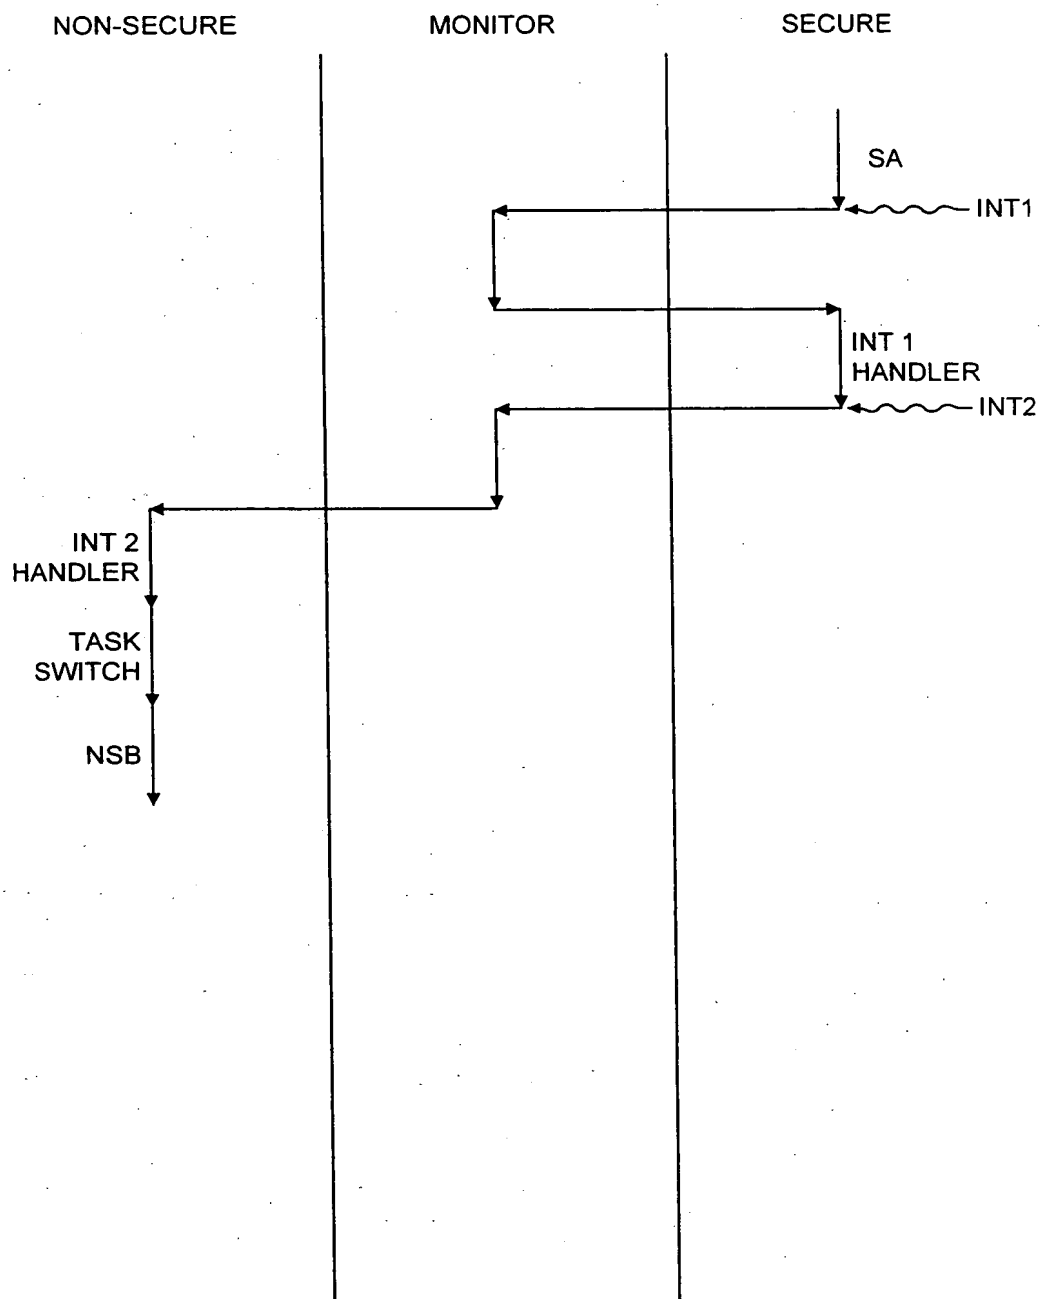 NON-SECURE
MONITOR
SECURE
SA
INT1
INT 1
HANDLER
INT2
INT 2
HANDLER
TASK
SWITCH
NSB